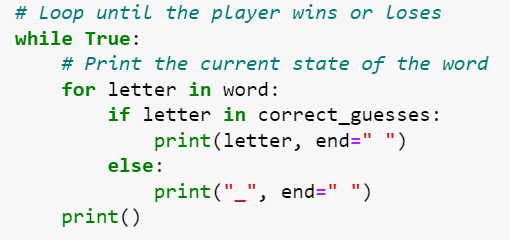 # Loop until the player wins or loses
while True:
    # Print the current state of the word
    for letter in word:
        if letter in correct_guesses:
            print(letter, end=" ")
        else:
            print("_", end=" ")
    print()